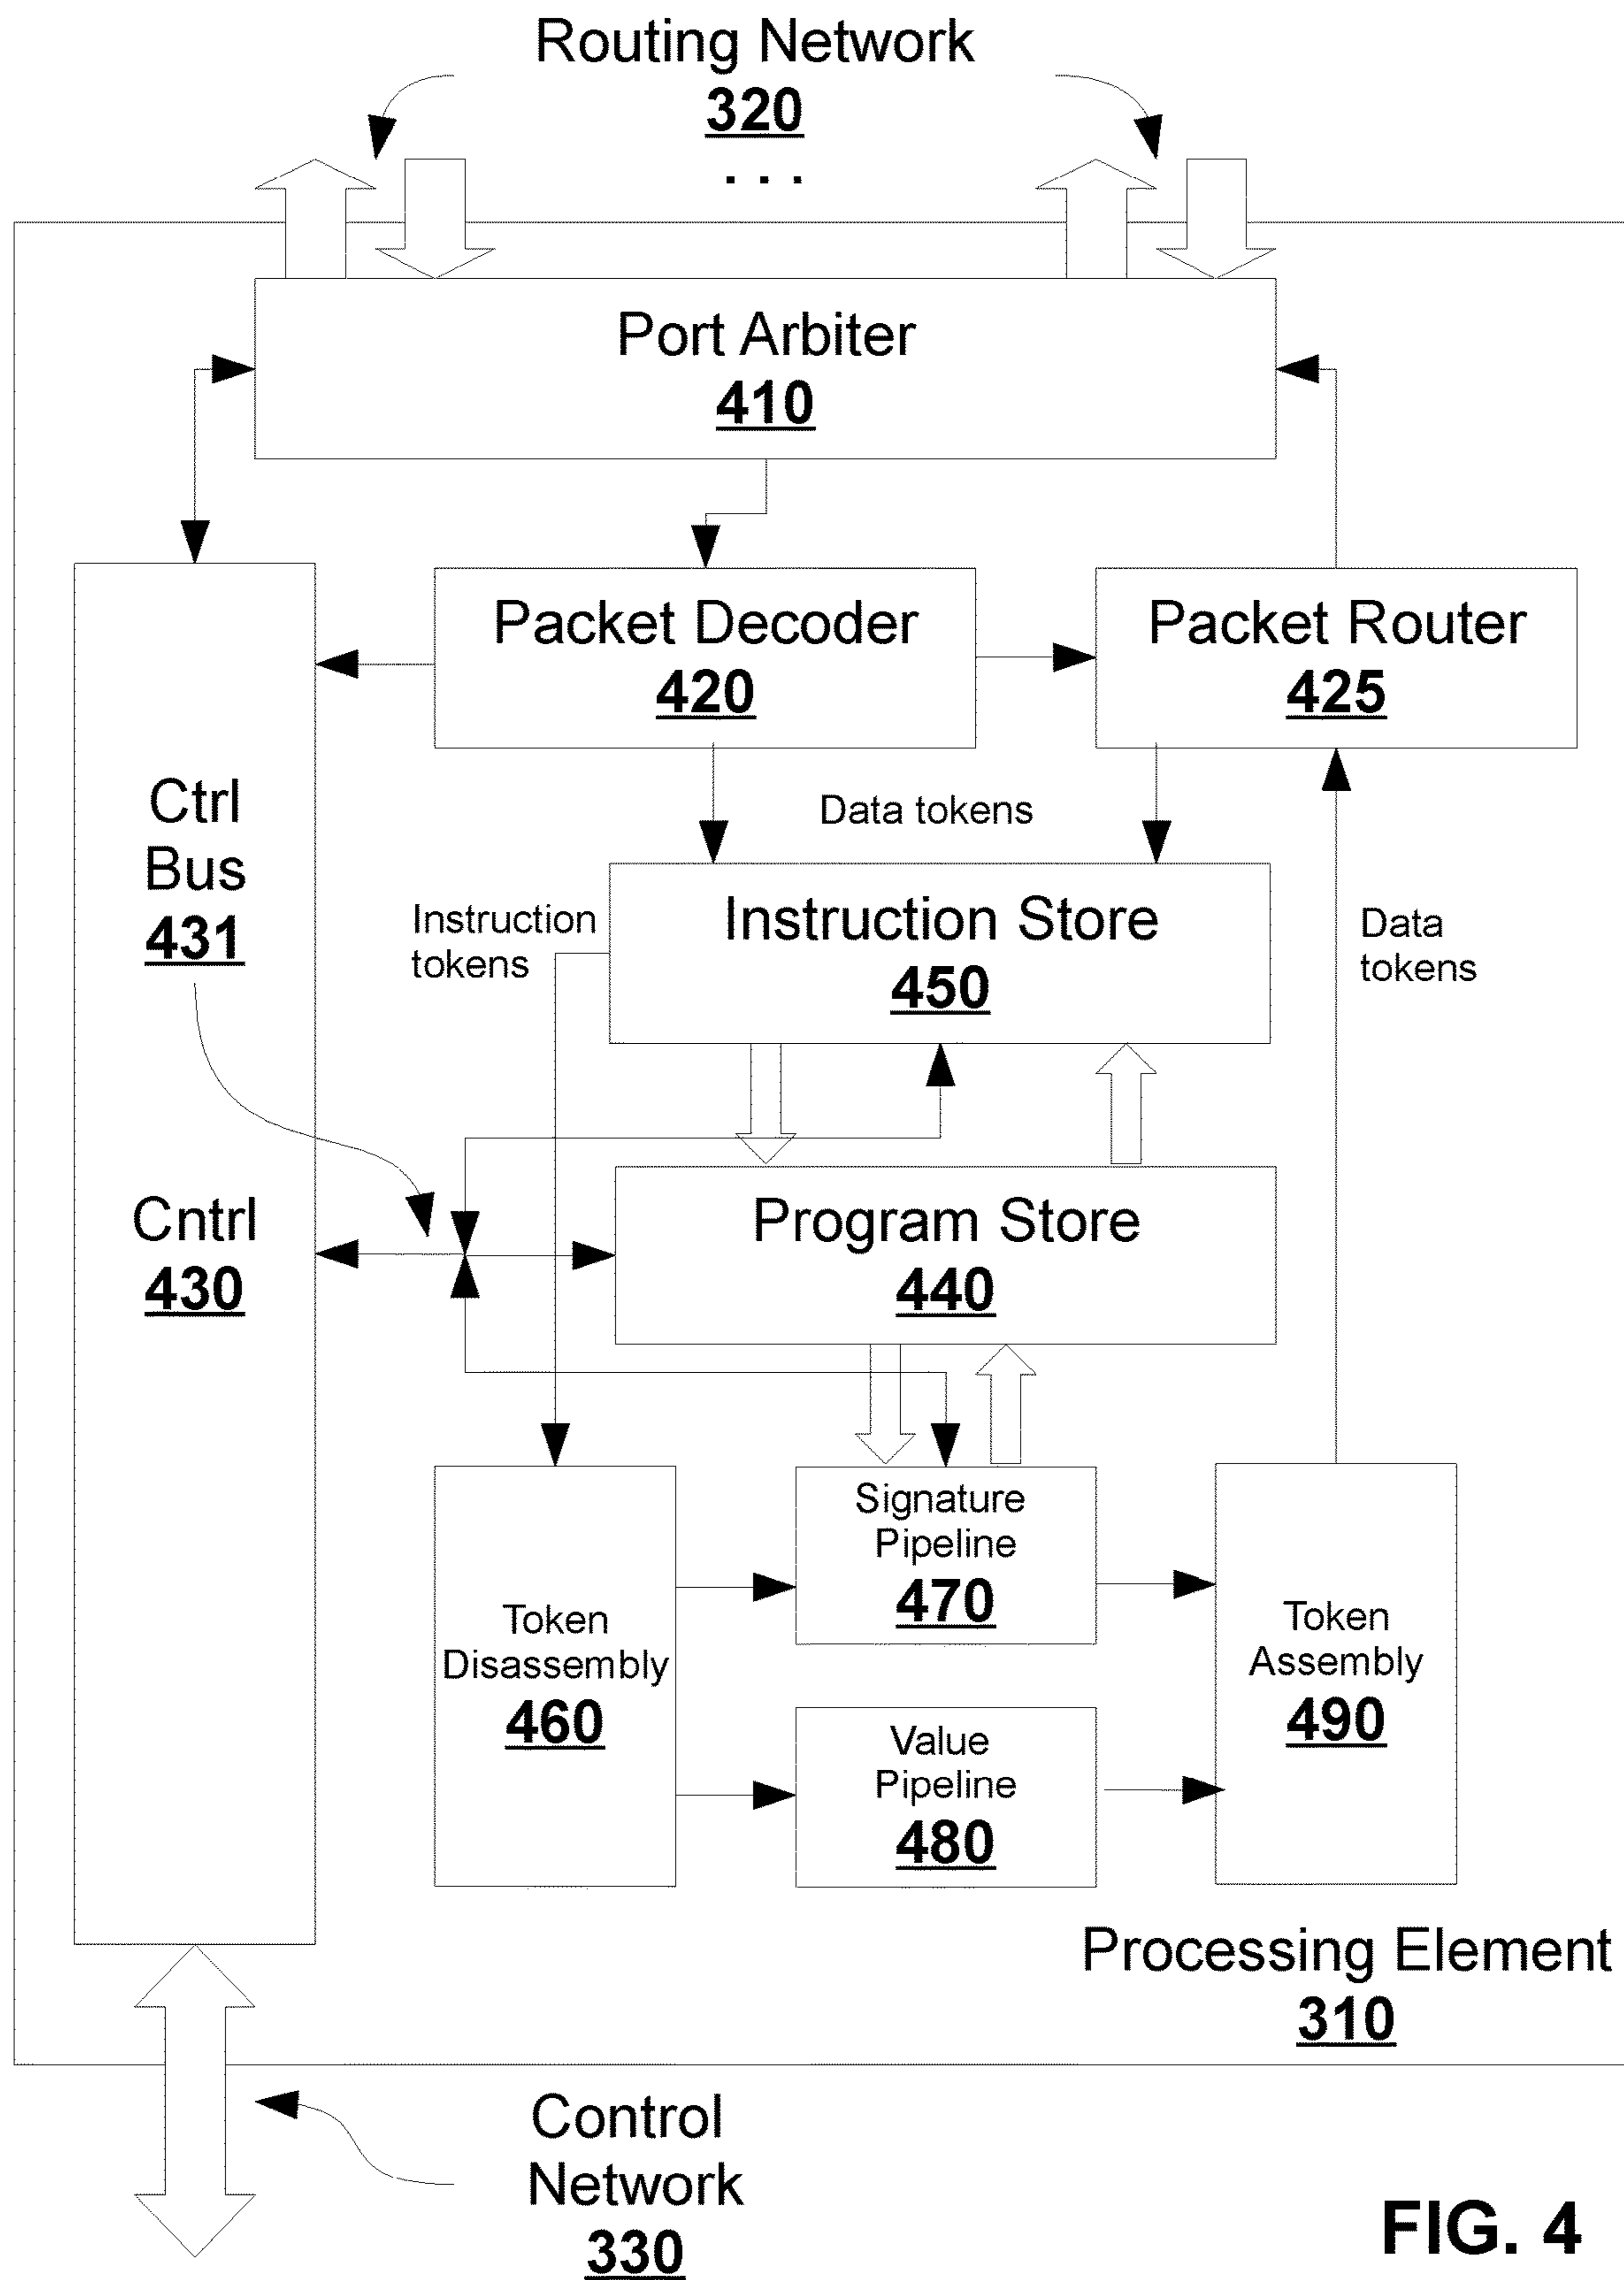 Routing Network
320
. . .
Port Arbiter
410
Packet Decoder
420
Packet Router
425
Ctrl
Bus
431
Data tokens
Instruction
tokens
Instruction Store
450
Data
tokens
Cntrl
430
Program Store
440
Token
Disassembly
460
Signature
Pipeline
470
Value
Pipeline
480
Token
Assembly
490
Processing Element
310
Control
Network
330
FIG. 4